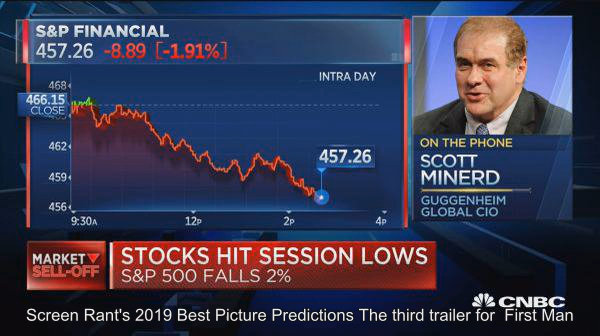 S&P FINANCIAL
457.26 -8.89 [-1.91%]
INTRA DAY
468
466.15
CLOSE
465
462
459
456
457.26
9:30A 12P 2P 4P
ON THE PHONE
SCOTT
MINERD
GUGGENHEIM
GLOBAL CIO
MARKET
SELL-OFF
STOCKS HIT SESSION LOWS
S&P 500 FALLS 2%
CNBC
Screen Rant's 2019 Best Picture Predictions The third trailer for First Man